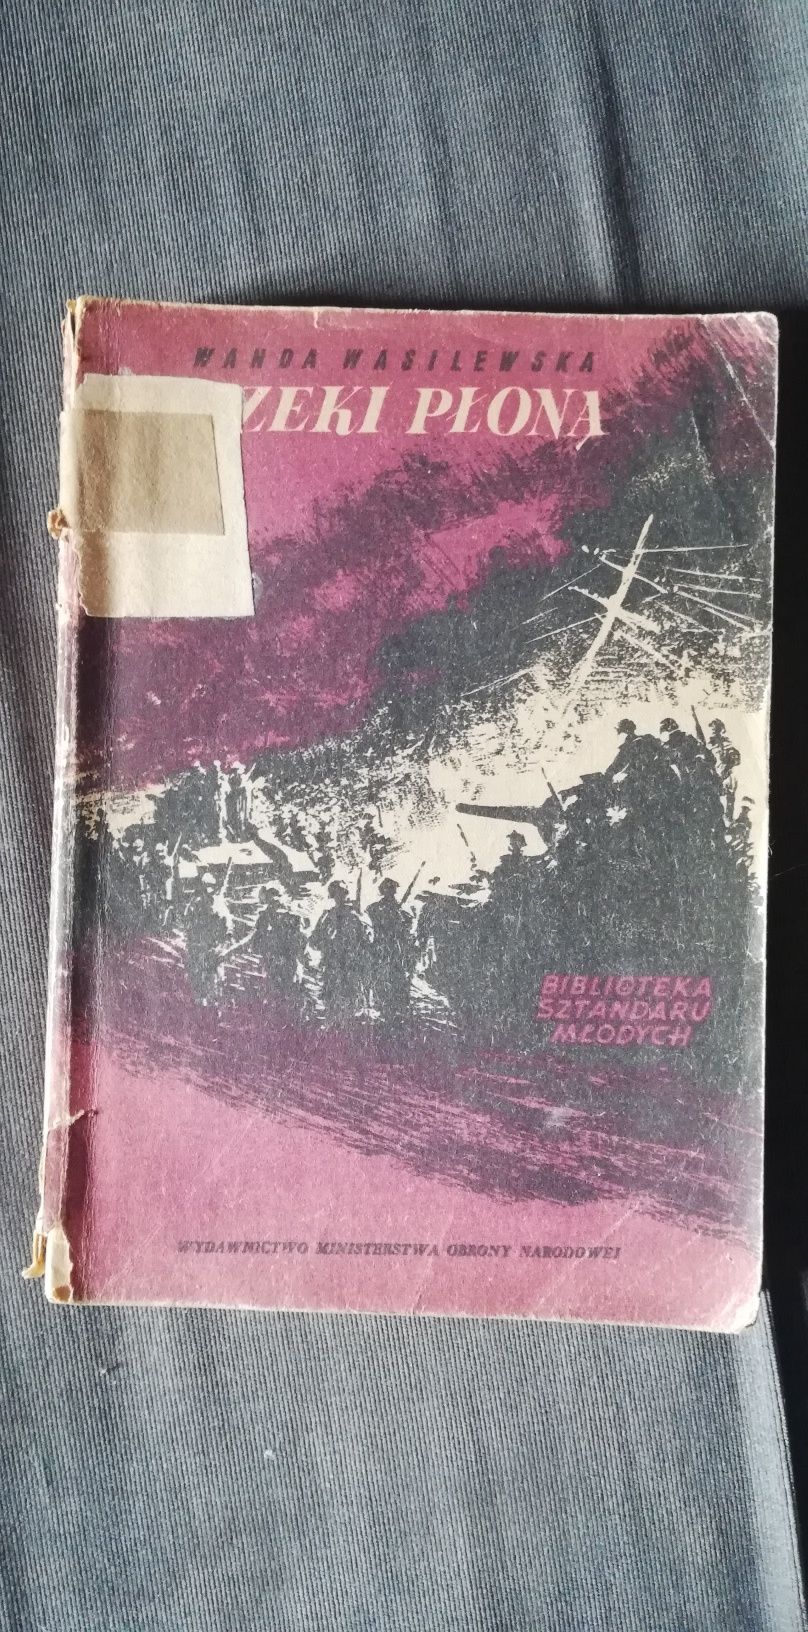 WANDA WASILEWSKA
ZEKI PŁONĄ
BIBLIOTEKA
SZTANDARU
MŁODYCH
WYDAWNICTWO MINISTERSTWA OBRONY NARODOWEJ